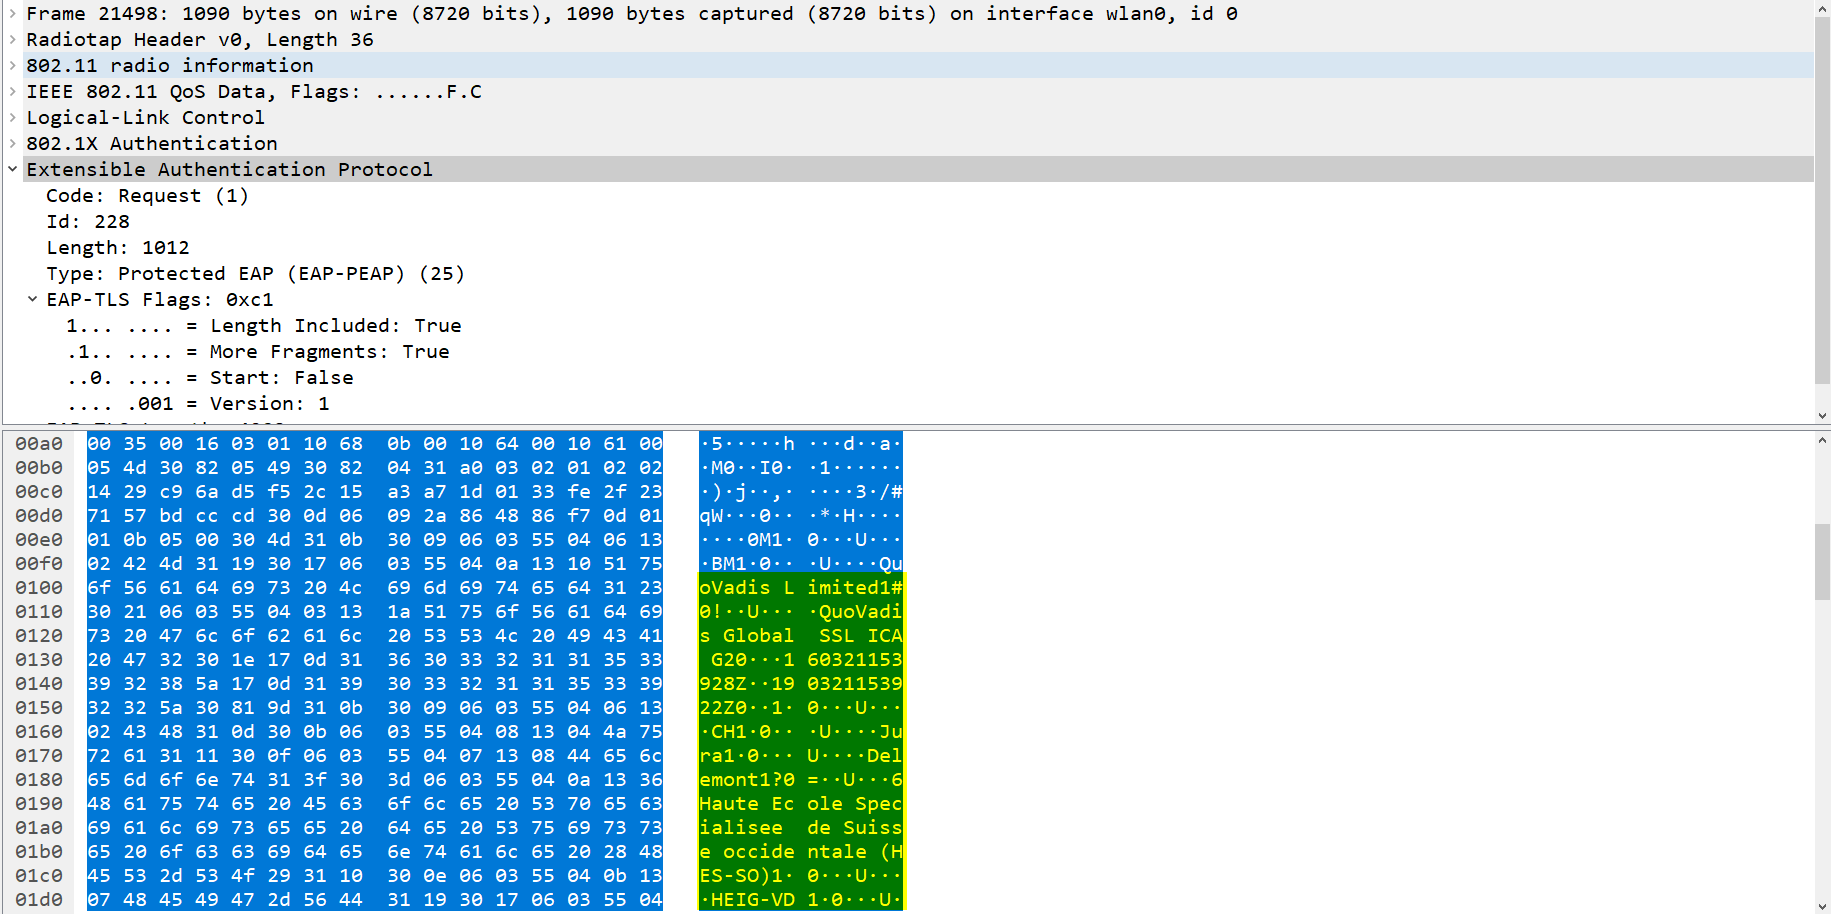 Frame 21498: 1090 bytes on wire (8720 bits), 1090 bytes captured (8720 bits) on interface wlan0, id 0
Radiotap Header v0, Length 36
802.11 radio information
IEEE 802.11 QoS Data, Flags: ......F.C
Logical-Link Control
802.1X Authentication
Extensible Authentication Protocol
Code: Request (1)
Id: 228
Length: 1012
Type: Protected EAP (EAP-PEAP) (25)
EAP-TLS Flags: 0xc1
1... .... = Length Included: True
.1.. .... = More Fragments: True
..0. .... = Start: False
.... .001 = Version: 1
00a0 00 35 00 16 03 01 10 68 0b 00 10 64 00 10 61 00 ·5·····h ···d··a·
00b0 05 4d 30 82 05 49 30 82 04 31 a0 03 02 01 02 02 ·M0··I0· ·1······
00c0 14 29 c9 6a d5 f5 2c 15 a3 a7 1d 01 33 fe 2f 23 ·)·j··,· ····3·/#
00d0 71 57 bd cc cd 30 0d 06 09 2a 86 48 86 f7 0d 01 qW···0·· ·*·H····
00e0 01 0b 05 00 30 4d 31 0b 30 09 06 03 55 04 06 13 ····0M1· 0···U···
00f0 02 42 4d 31 19 30 17 06 03 55 04 0a 13 10 51 75 ·BM1·0·· ·U····Qu
0100 6f 56 61 64 69 73 20 4c 69 6d 69 74 65 64 31 23 oVadis L imited1#
0110 30 21 06 03 55 04 03 13 1a 51 75 6f 56 61 64 69 0!··U··· ·QuoVadi
0120 73 20 47 6c 6f 62 61 6c 20 53 53 4c 20 49 43 41 s Global  SSL ICA
0130 20 47 32 30 1e 17 0d 31 36 30 33 32 31 31 35 33  G20···1 60321153
0140 39 32 38 5a 17 0d 31 39 30 33 32 31 31 35 33 39 928Z··19 03211539
0150 32 32 5a 30 81 9d 31 0b 30 09 06 03 55 04 06 13 22Z0··1· 0···U···
0160 02 43 48 31 0d 30 0b 06 03 55 04 08 13 04 4a 75 ·CH1·0·· ·U····Ju
0170 72 61 31 11 30 0f 06 03 55 04 07 13 08 44 65 6c ra1·0··· U····Del
0180 65 6d 6f 6e 74 31 3f 30 3d 06 03 55 04 0a 13 36 emont1?0 =··U···6
0190 48 61 75 74 65 20 45 63 6f 6c 65 20 53 70 65 63 Haute Ec ole Spec
01a0 69 61 6c 69 73 65 65 20 64 65 20 53 75 69 73 73 ialisee  de Suiss
01b0 65 20 6f 63 63 69 64 65 6e 74 61 6c 65 20 28 48 e occide ntale (H
01c0 45 53 2d 53 4f 29 31 10 30 0e 06 03 55 04 0b 13 ES-SO)1· 0···U···
01d0 07 48 45 49 47 2d 56 44 31 19 30 17 06 03 55 04 ·HEIG-VD 1·0···U·